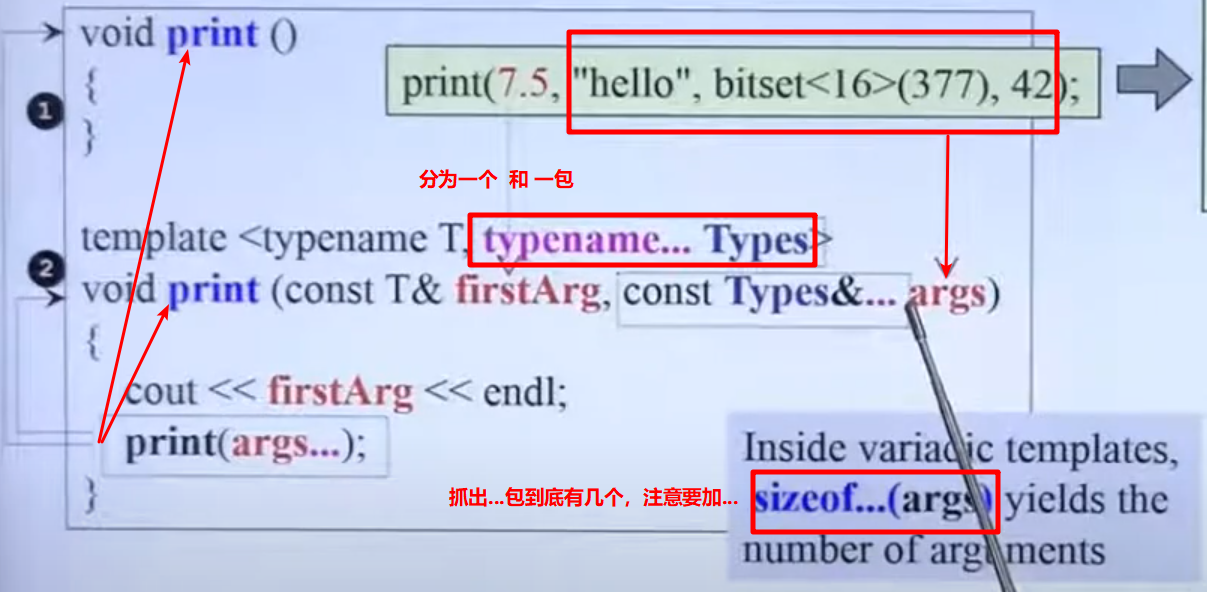 void print ()
{
print(7.5, "hello", bitset<16>(377), 42);
1
}
分为一个 和 一包
template <typename T, typename... Types>
2
void print (const T& firstArg, const Types&... args)
{
cout << firstArg << endl;
print(args...);
}
抓出...包到底有几个，注意要加...
Inside variadic templates,
sizeof...(args) yields the
number of arguments